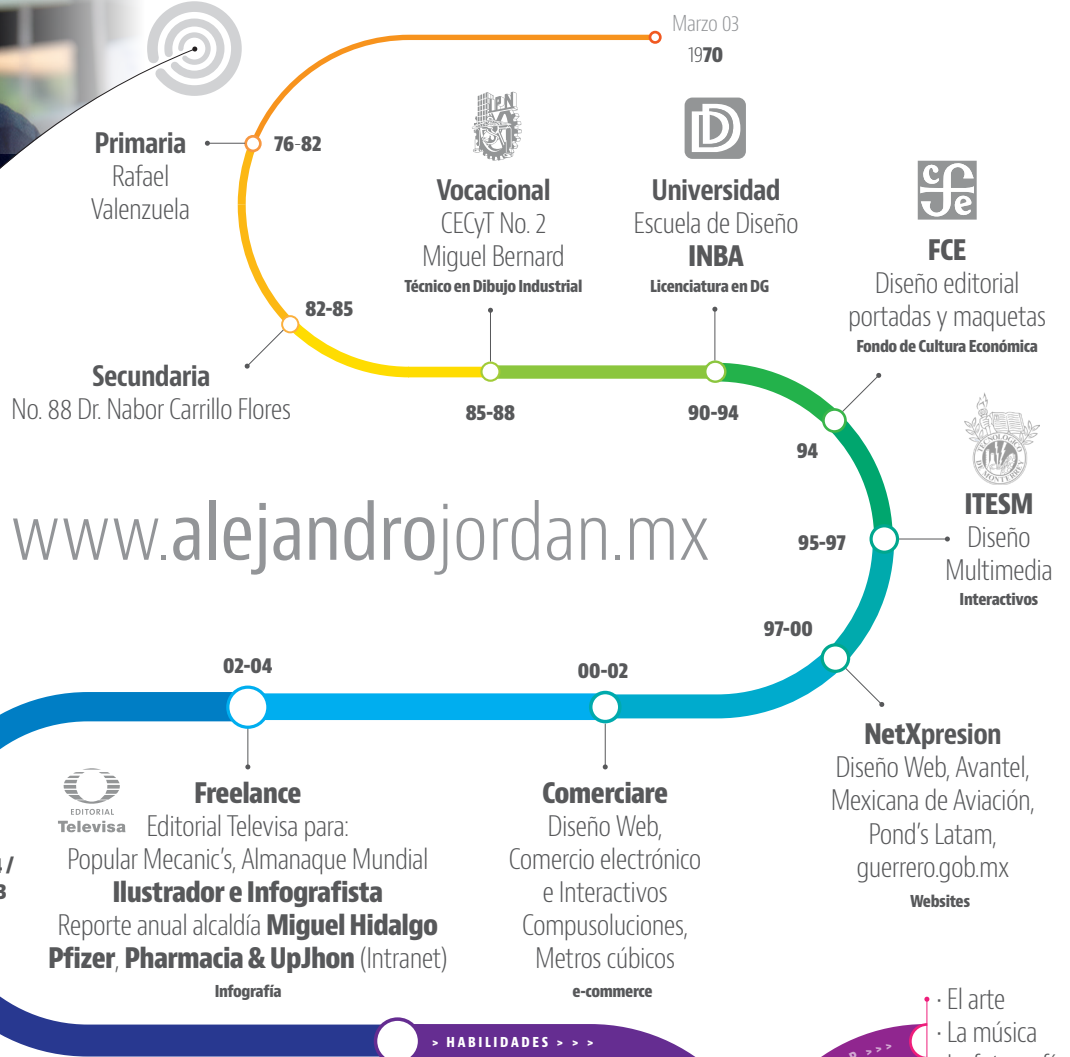 Marzo 03
1970
Primaria
Rafael
Valenzuela
76-82
IPN
Vocacional
CECyT No. 2
Miguel Bernard
Técnico en Dibujo Industrial
85-88
D
Universidad
Escuela de Diseño
INBA
Licenciatura en DG
90-94
cfe
FCE
Diseño editorial
portadas y maquetas
Fondo de Cultura Económica
94
82-85
Secundaria
No. 88 Dr. Nabor Carrillo Flores
TECNOLOGICO
DE MONTERREY
ITESM
Diseño
Multimedia
Interactivos
95-97
www.alejandrojordan.mx
97-00
NetXpresion
Diseño Web, Avantel,
Mexicana de Aviación,
Pond's Latam,
guerrero.gob.mx
Websites
00-02
Comerciare
Diseño Web,
Comercio electrónico
e Interactivos
Compusoluciones,
Metros cúbicos
e-commerce
02-04
EDITORIAL
Televisa
Freelance
Editorial Televisa para:
Popular Mecanic's, Almanaque Mundial
Ilustrador e Infografista
Reporte anual alcaldía Miguel Hidalgo
Pfizer, Pharmacia & UpJhon (Intranet)
Infografía
> HABILIDADES > > >
> > >
· El arte
· La música